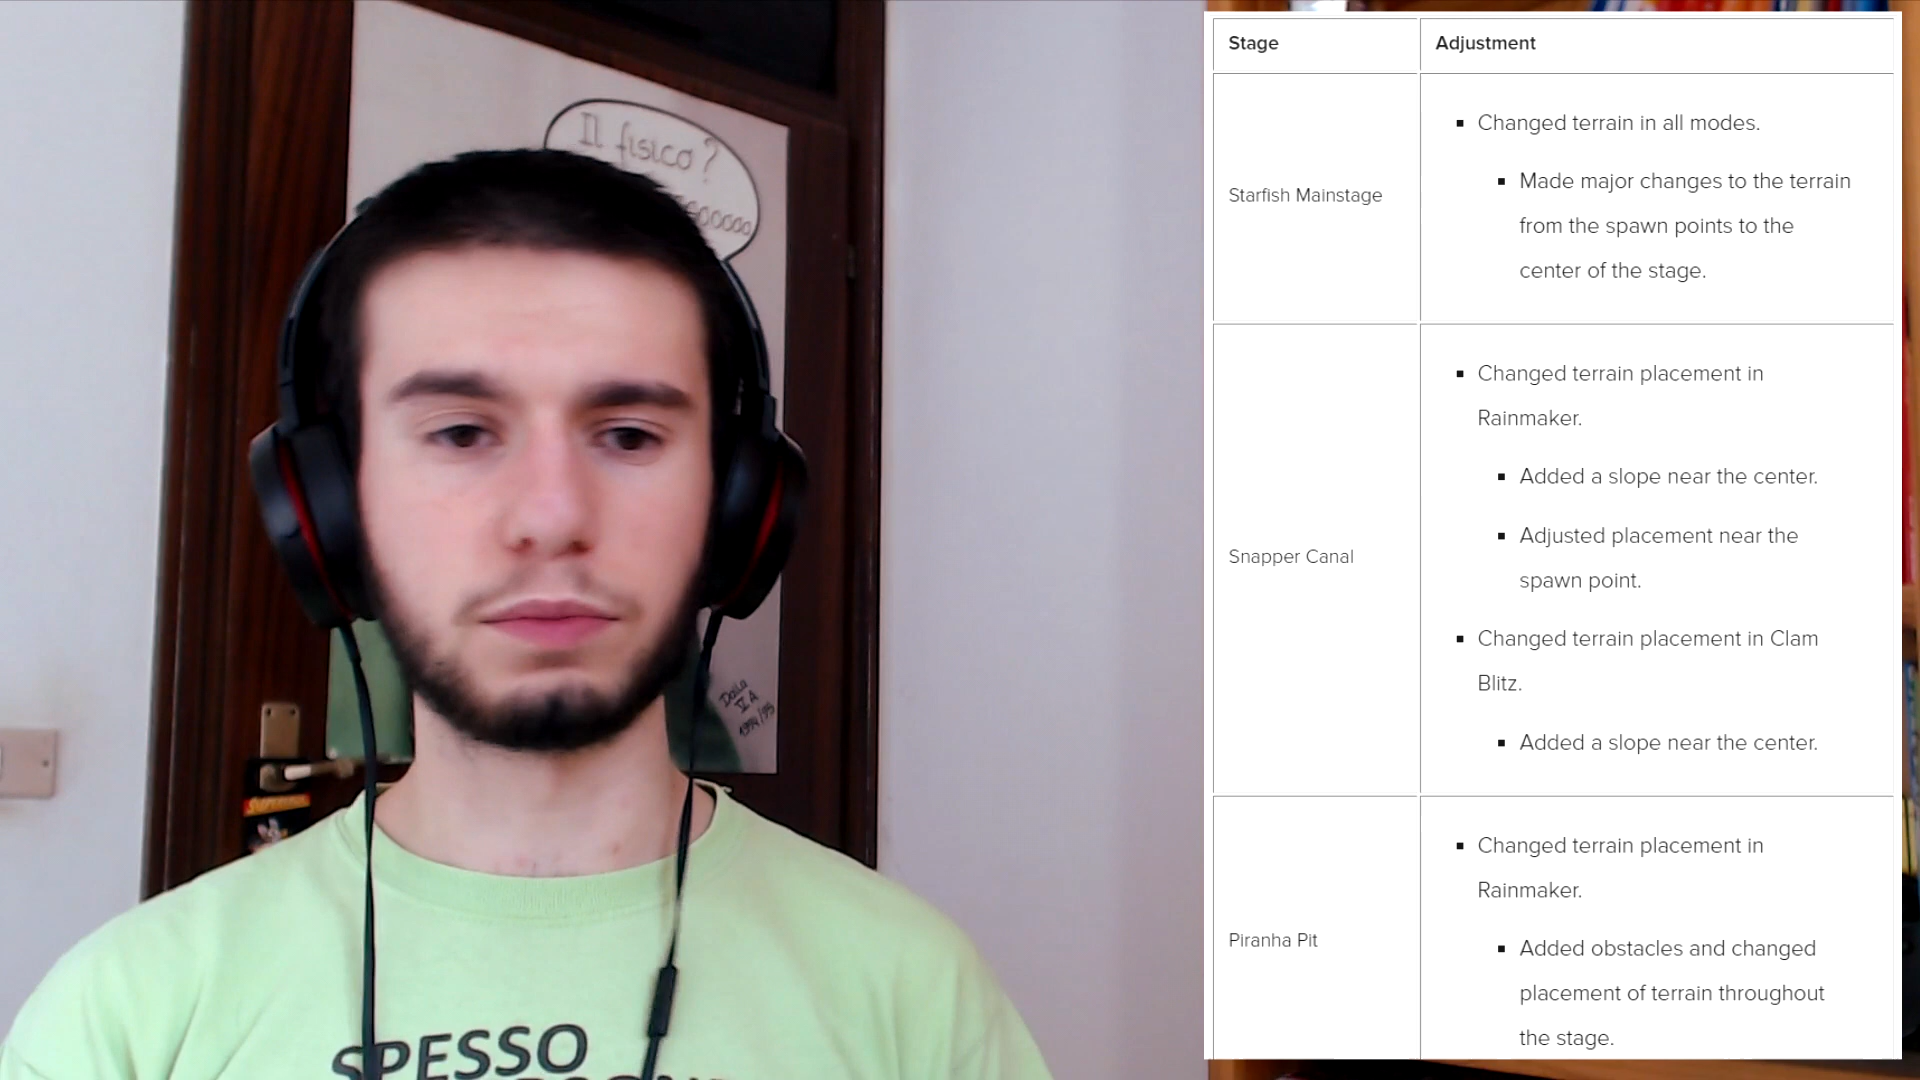 Il fisico?
Dalla
V A
1994/95
SPESSO
Stage
Adjustment
Starfish Mainstage
Changed terrain in all modes.
Made major changes to the terrain
from the spawn points to the
center of the stage.
Snapper Canal
Changed terrain placement in
Rainmaker.
Added a slope near the center.
Adjusted placement near the
spawn point.
Changed terrain placement in Clam
Blitz.
Added a slope near the center.
Piranha Pit
Changed terrain placement in
Rainmaker.
Added obstacles and changed
placement of terrain throughout
the stage.